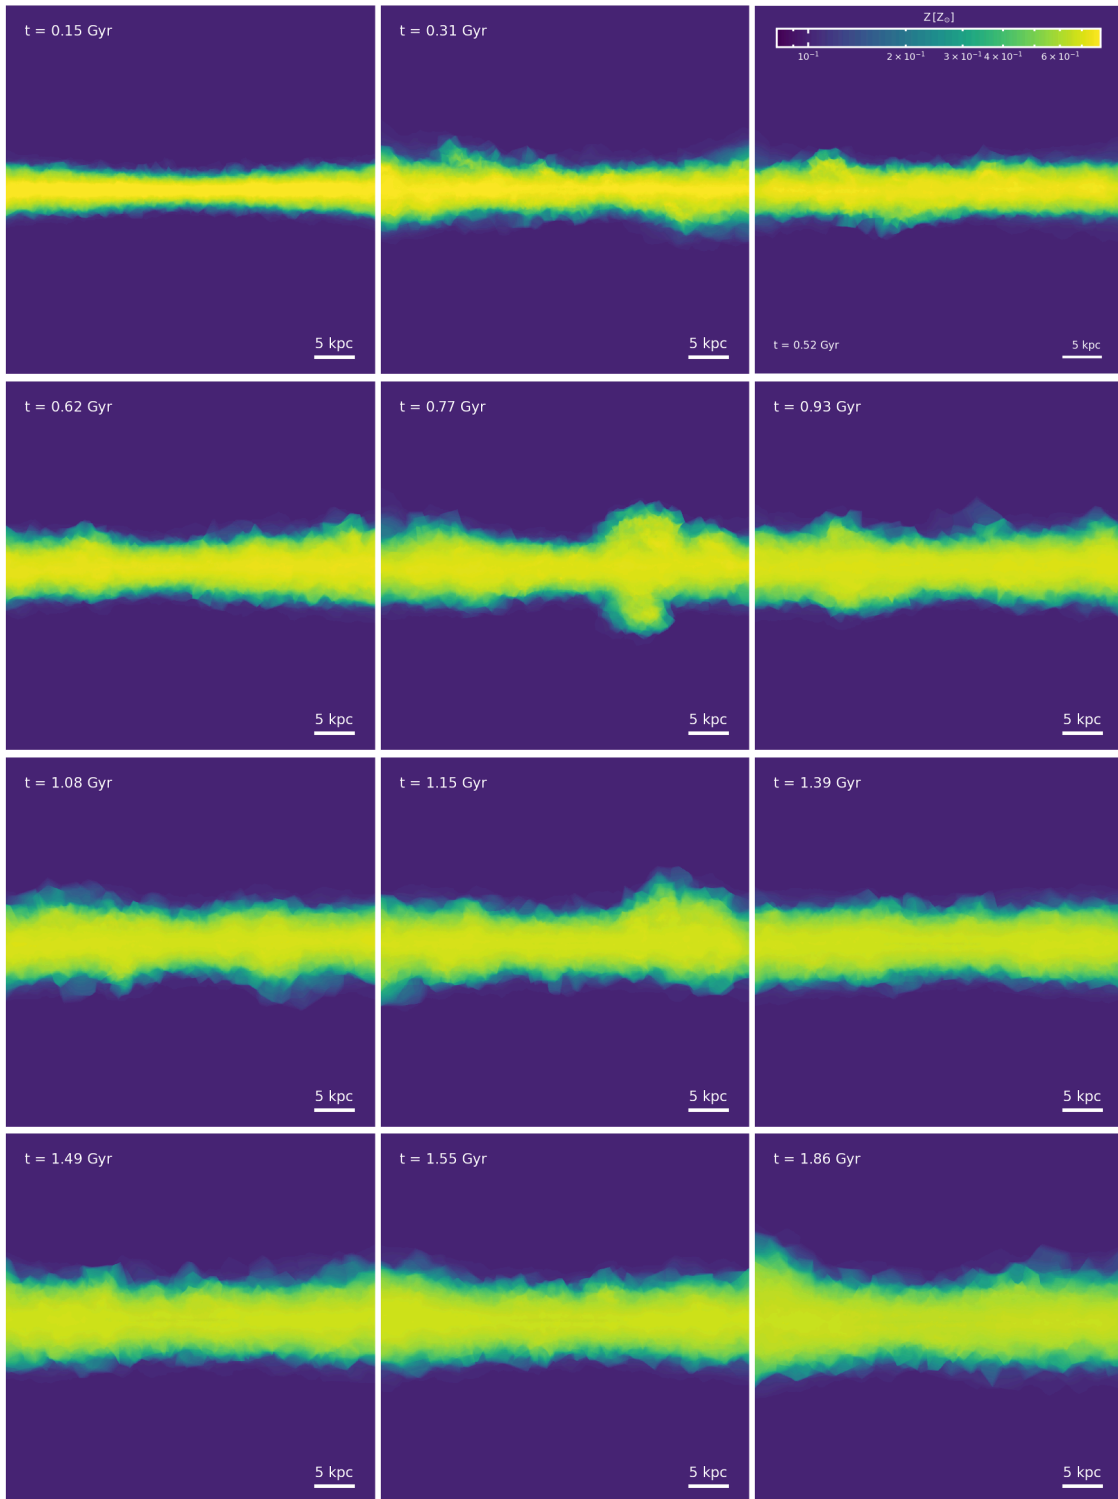 t = 0.15 Gyr
5 kpc
t = 0.31 Gyr
5 kpc
Z [Z⊙]
10⁻¹ 2 × 10⁻¹ 3 × 10⁻¹ 4 × 10⁻¹ 6 × 10⁻¹
t = 0.52 Gyr
5 kpc
t = 0.62 Gyr
5 kpc
t = 0.77 Gyr
5 kpc
t = 0.93 Gyr
5 kpc
t = 1.08 Gyr
5 kpc
t = 1.15 Gyr
5 kpc
t = 1.39 Gyr
5 kpc
t = 1.49 Gyr
5 kpc
t = 1.55 Gyr
5 kpc
t = 1.86 Gyr
5 kpc